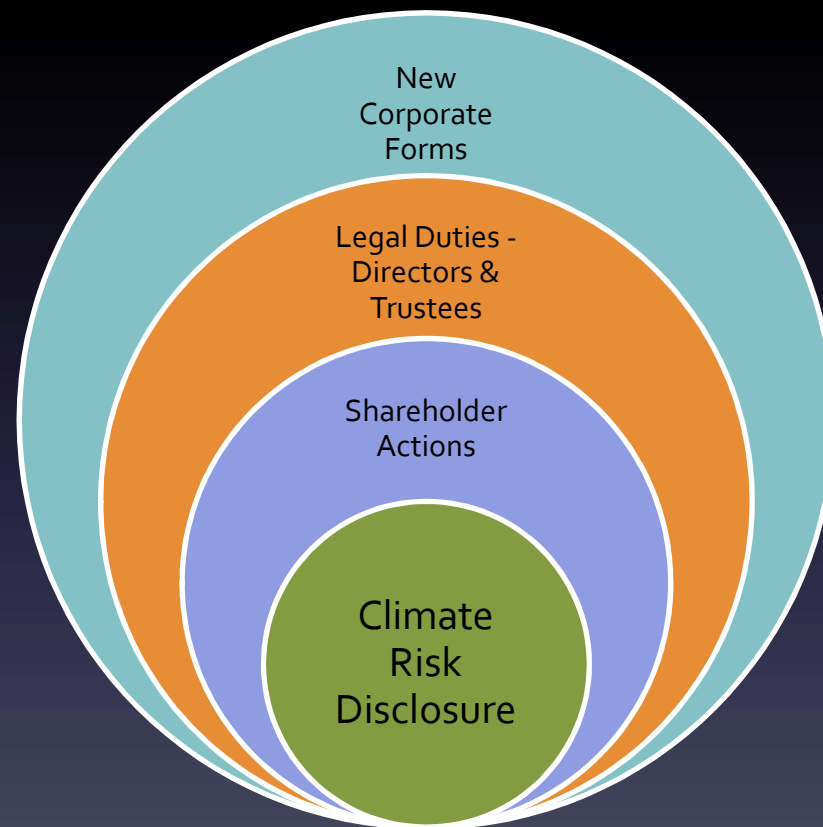 New
Corporate
Forms
Legal Duties -
Directors &
Trustees
Shareholder
Actions
Climate
Risk
Disclosure